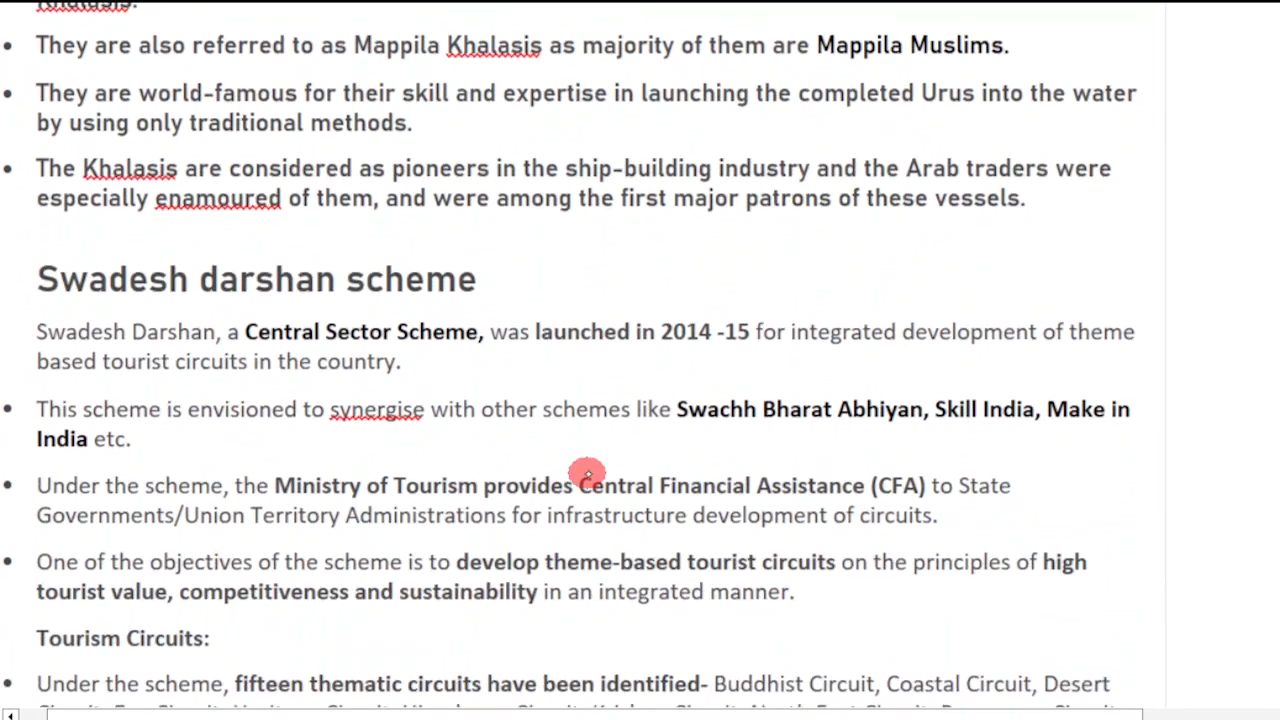 Khalasis.
• They are also referred to as Mappila Khalasis as majority of them are Mappila Muslims.
• They are world-famous for their skill and expertise in launching the completed Urus into the water
by using only traditional methods.
• The Khalasis are considered as pioneers in the ship-building industry and the Arab traders were
especially enamoured of them, and were among the first major patrons of these vessels.
Swadesh darshan scheme
Swadesh Darshan, a Central Sector Scheme, was launched in 2014 -15 for integrated development of theme
based tourist circuits in the country.
• This scheme is envisioned to synergise with other schemes like Swachh Bharat Abhiyan, Skill India, Make in
India etc.
• Under the scheme, the Ministry of Tourism provides Central Financial Assistance (CFA) to State
Governments/Union Territory Administrations for infrastructure development of circuits.
• One of the objectives of the scheme is to develop theme-based tourist circuits on the principles of high
tourist value, competitiveness and sustainability in an integrated manner.
Tourism Circuits:
• Under the scheme, fifteen thematic circuits have been identified- Buddhist Circuit, Coastal Circuit, Desert